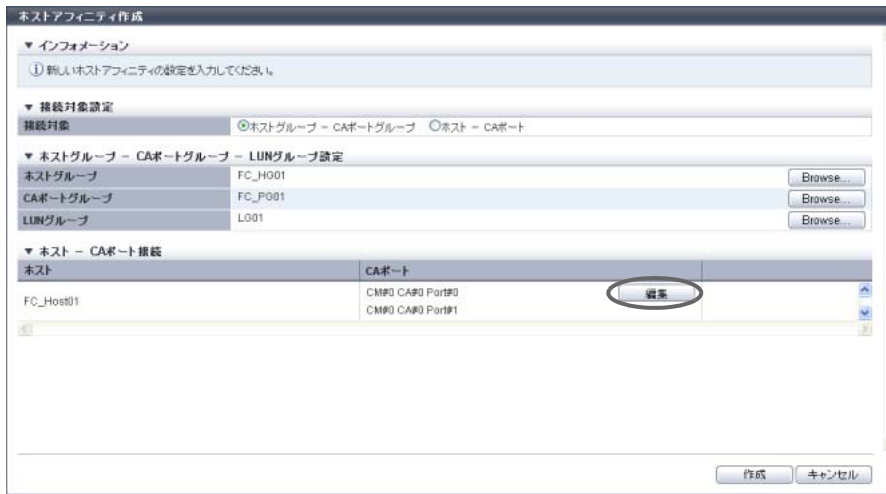 ホストアフィニティ作成
▼ インフォメーション
新しいホストアフィニティの設定を入力してください。
▼ 接続対象設定
接続対象 ホストグループ - CAポートグループ ホスト - CAポート
▼ ホストグループ - CAポートグループ - LUNグループ設定
ホストグループ FC_HG01 Browse...
CAポートグループ FC_PG01 Browse...
LUNグループ LG01 Browse...
▼ ホスト - CAポート接続
ホスト CAポート
FC_Host01 CM#0 CA#0 Port#0 編集
CM#0 CA#0 Port#1
作成 キャンセル